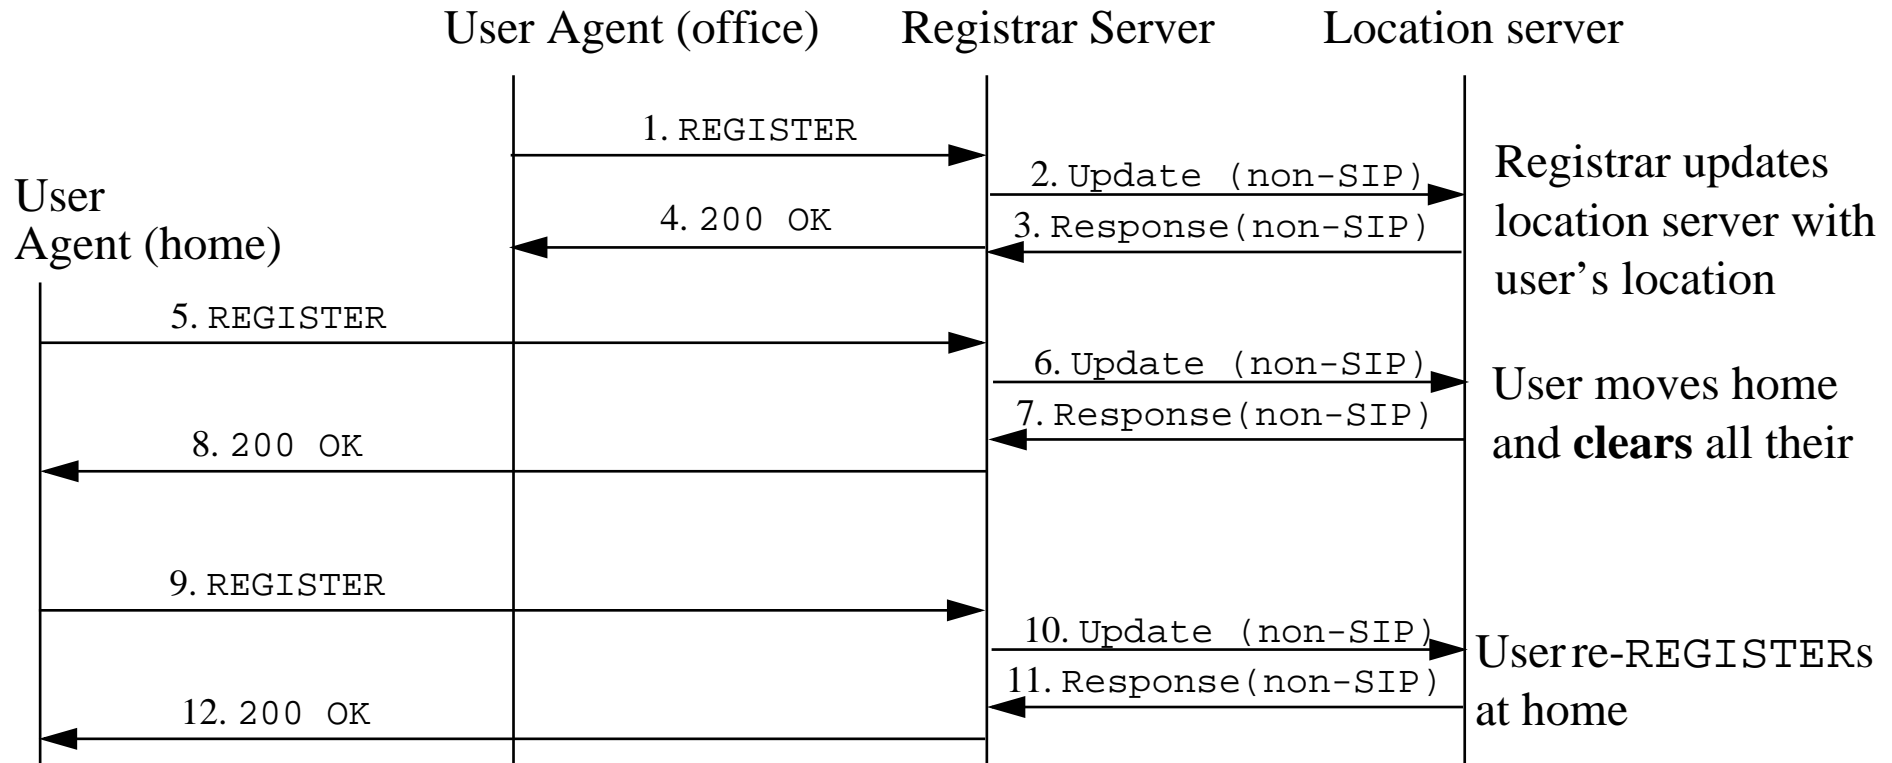 User Agent (office) Registrar Server Location server
1. REGISTER
2. Update (non-SIP)
3. Response(non-SIP)
4. 200 OK
Registrar updates
location server with
user’s location
User
Agent (home)
5. REGISTER
6. Update (non-SIP)
7. Response(non-SIP)
8. 200 OK
User moves home
and clears all their
9. REGISTER
10. Update (non-SIP)
11. Response(non-SIP)
12. 200 OK
User re-REGISTERs
at home